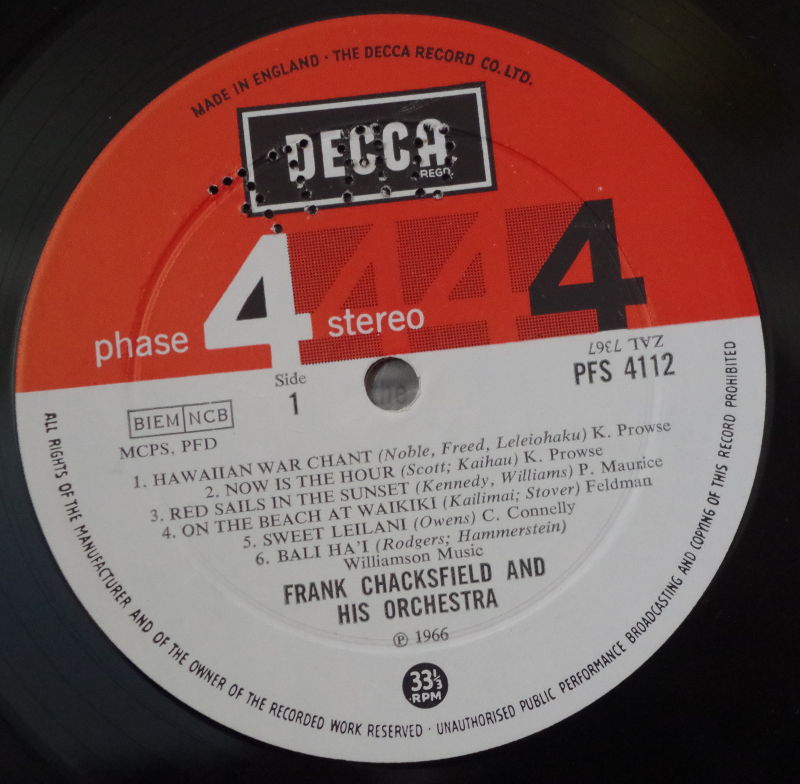 MADE IN ENGLAND · THE DECCA RECORD CO. LTD.
DECCA
REGD.
phase 4 stereo
4 4 4
ZAL 7367
PFS 4112
Side
1
BIEM NCB
MCPS, PFD
1. HAWAIIAN WAR CHANT (Noble, Freed, Leleiohaku) K. Prowse
2. NOW IS THE HOUR (Scott; Kaihau) K. Prowse
3. RED SAILS IN THE SUNSET (Kennedy, Williams) P. Maurice
4. ON THE BEACH AT WAIKIKI (Kailimai; Stover) Feldman
5. SWEET LEILANI (Owens) C. Connelly
6. BALI HA'I (Rodgers; Hammerstein)
Williamson Music
FRANK CHACKSFIELD AND
HIS ORCHESTRA
℗ 1966
33⅓
RPM
ALL RIGHTS OF THE MANUFACTURER AND OF THE OWNER OF THE RECORDED WORK RESERVED · UNAUTHORISED PUBLIC PERFORMANCE BROADCASTING AND COPYING OF THIS RECORD PROHIBITED